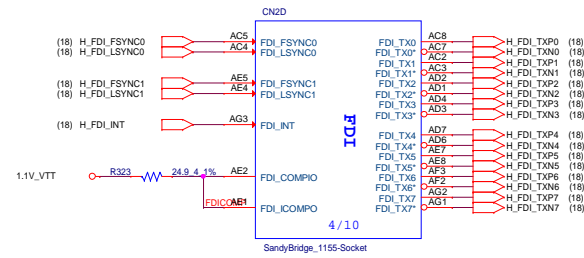 CN2D
(18) H_FDI_FSYNC0 AC5 FDI_FSYNC0 FDI_TX0 AC8 H_FDI_TXP0 (18)
(18) H_FDI_LSYNC0 AC4 FDI_LSYNC0 FDI_TX0* AC7 H_FDI_TXN0 (18)
FDI_TX1 AC2 H_FDI_TXP1 (18)
FDI_TX1* AC3 H_FDI_TXN1 (18)
(18) H_FDI_FSYNC1 AE5 FDI_FSYNC1 FDI_TX2 AD2 H_FDI_TXP2 (18)
(18) H_FDI_LSYNC1 AE4 FDI_LSYNC1 FDI_TX2* AD1 H_FDI_TXN2 (18)
FDI_TX3 AD4 H_FDI_TXP3 (18)
FDI_TX3* AD3 H_FDI_TXN3 (18)
(18) H_FDI_INT AG3 FDI_INT
FDI
FDI_TX4 AD7 H_FDI_TXP4 (18)
FDI_TX4* AD6 H_FDI_TXN4 (18)
FDI_TX5 AE7 H_FDI_TXP5 (18)
FDI_TX5* AE8 H_FDI_TXN5 (18)
1.1V_VTT R323 24.9_4_1% AE2 FDI_COMPIO FDI_TX6 AF3 H_FDI_TXP6 (18)
FDI_TX6* AF2 H_FDI_TXN6 (18)
FDI_TX7 AG2 H_FDI_TXP7 (18)
FDICOMP AE1 FDI_ICOMPO FDI_TX7* AG1 H_FDI_TXN7 (18)
4/10
SandyBridge_1155-Socket